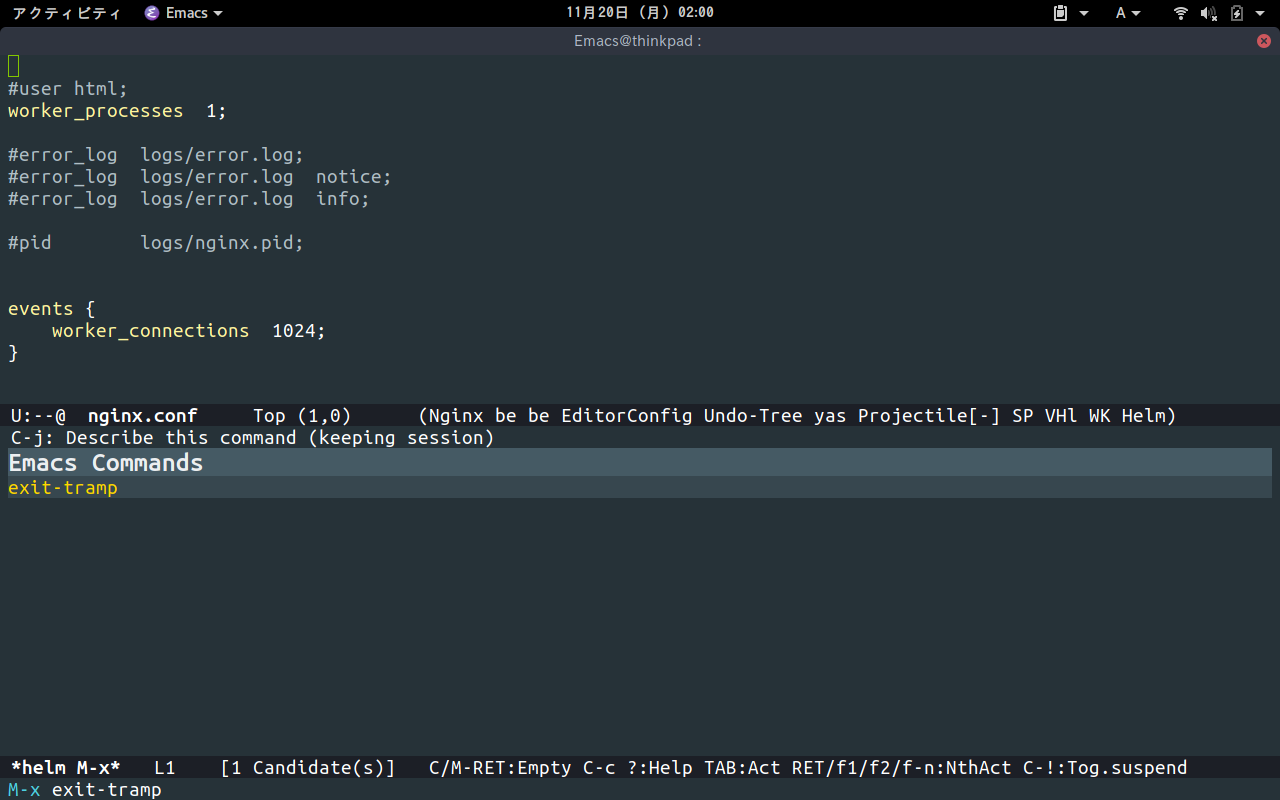 アクティビティ Emacs 11月20日 (月) 02:00 A
Emacs@thinkpad :
#user html;
worker_processes  1;
#error_log  logs/error.log;
#error_log  logs/error.log  notice;
#error_log  logs/error.log  info;
#pid        logs/nginx.pid;
events {
    worker_connections  1024;
}
U:--@  nginx.conf     Top (1,0)      (Nginx be be EditorConfig Undo-Tree yas Projectile[-] SP VHl WK Helm)
C-j: Describe this command (keeping session)
Emacs Commands
exit-tramp
*helm M-x*   L1    [1 Candidate(s)]   C/M-RET:Empty C-c ?:Help TAB:Act RET/f1/f2/f-n:NthAct C-!:Tog.suspend
M-x exit-tramp